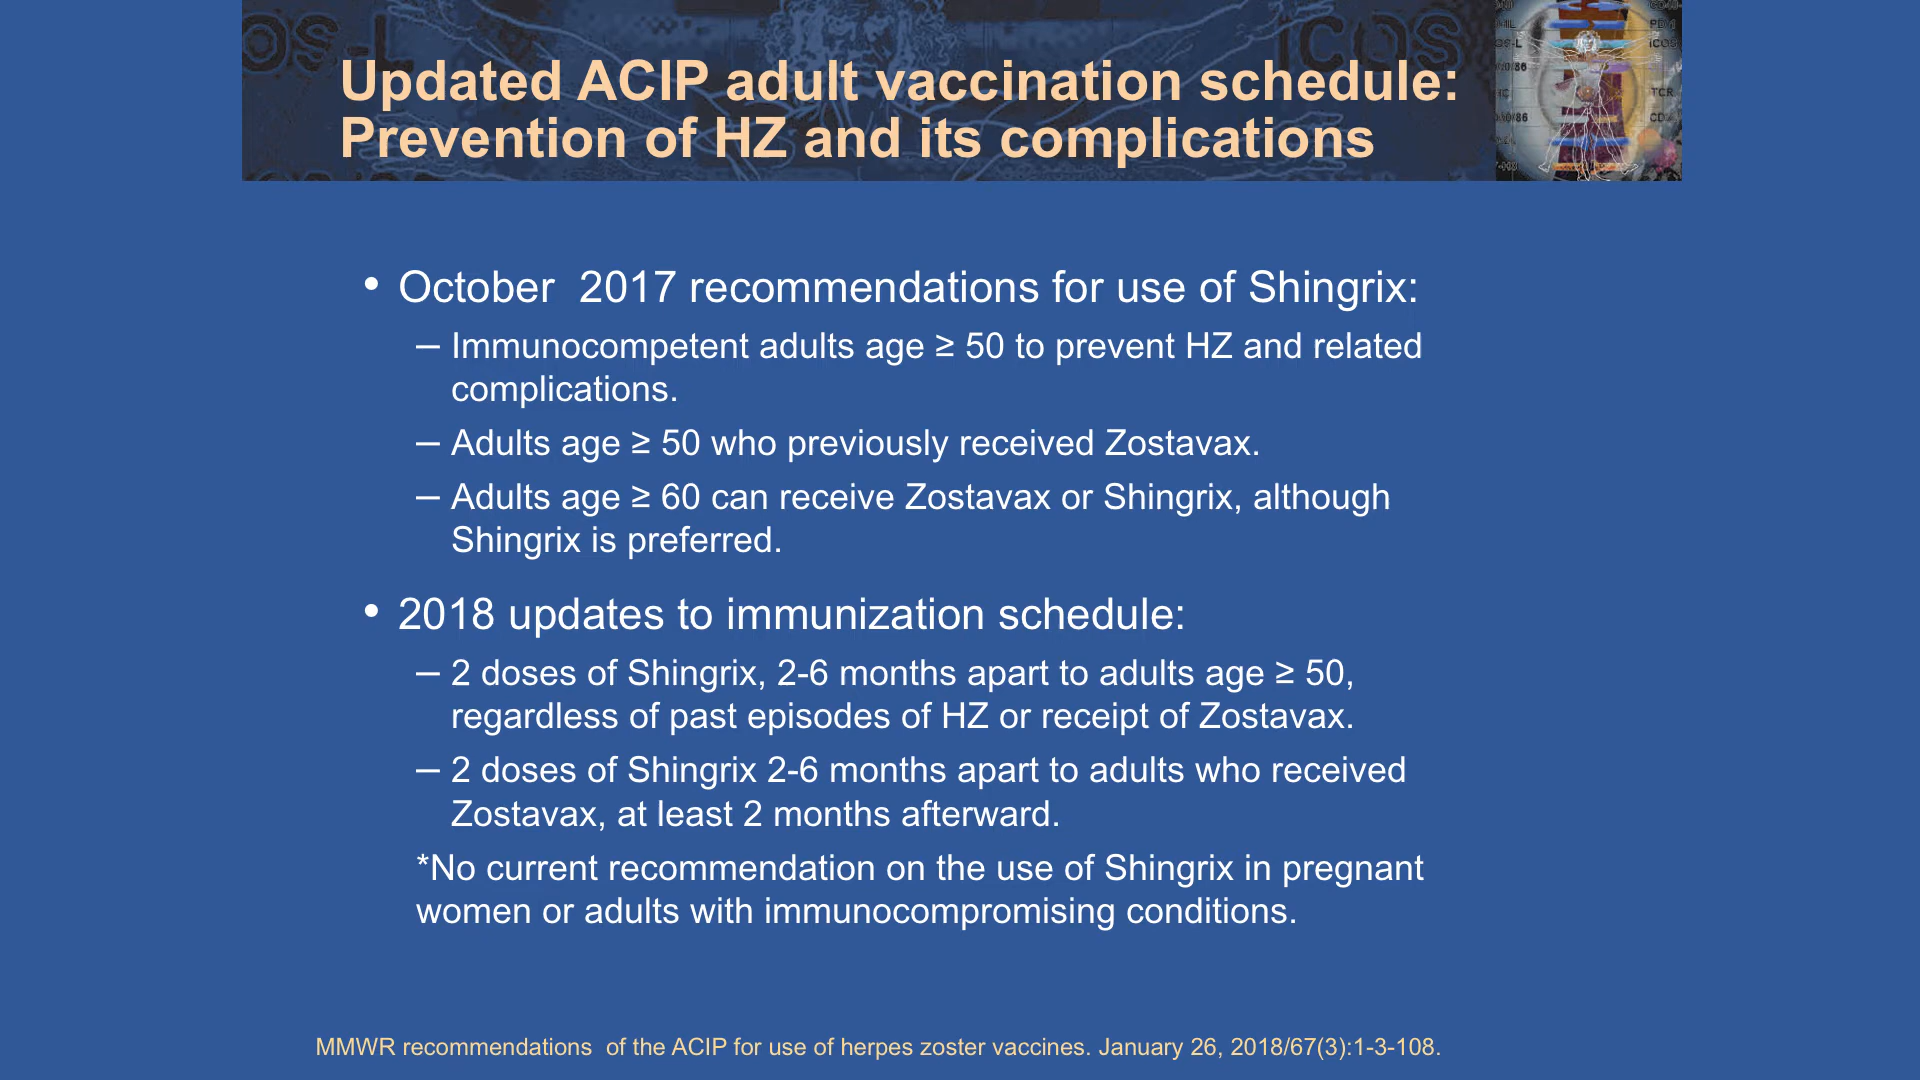 Updated ACIP adult vaccination schedule:
Prevention of HZ and its complications
• October  2017 recommendations for use of Shingrix:
– Immunocompetent adults age ≥ 50 to prevent HZ and related
complications.
– Adults age ≥ 50 who previously received Zostavax.
– Adults age ≥ 60 can receive Zostavax or Shingrix, although
Shingrix is preferred.
• 2018 updates to immunization schedule:
– 2 doses of Shingrix, 2-6 months apart to adults age ≥ 50,
regardless of past episodes of HZ or receipt of Zostavax.
– 2 doses of Shingrix 2-6 months apart to adults who received
Zostavax, at least 2 months afterward.
*No current recommendation on the use of Shingrix in pregnant
women or adults with immunocompromising conditions.
MMWR recommendations  of the ACIP for use of herpes zoster vaccines. January 26, 2018/67(3):1-3-108.